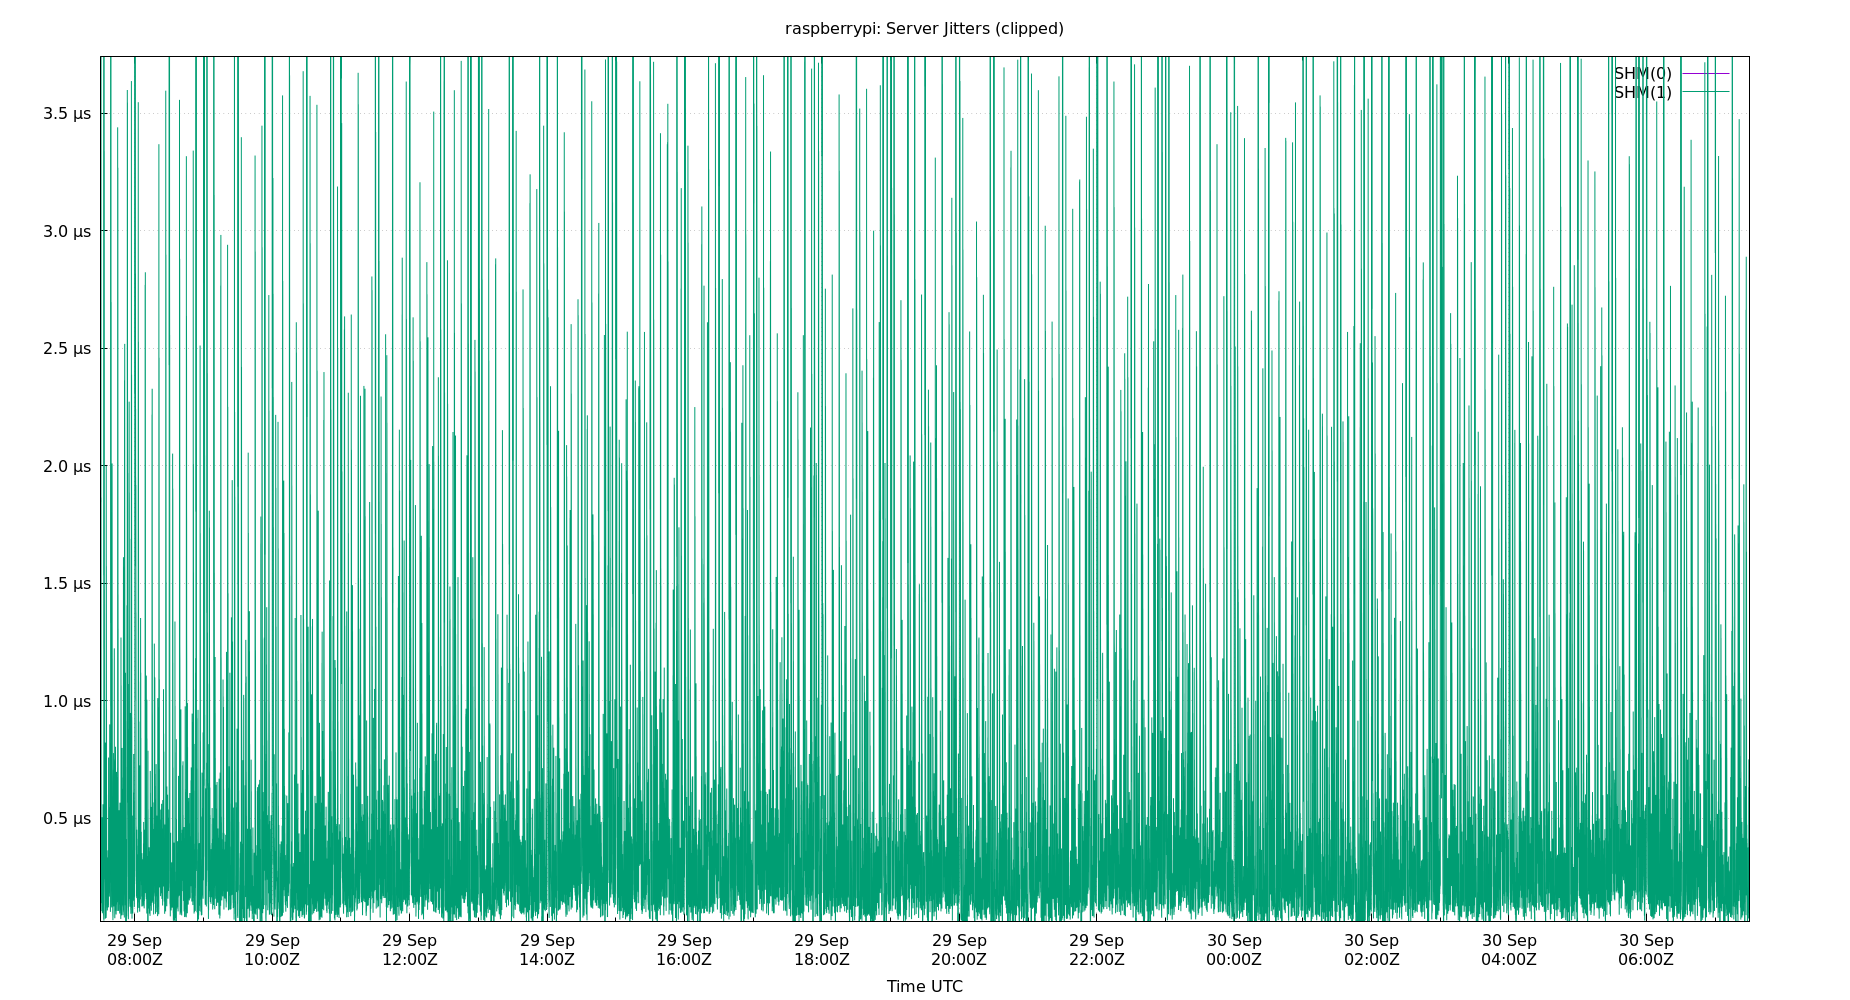 raspberrypi: Server Jitters (clipped)
SHM(0)
SHM(1)
3.5 µs
3.0 µs
2.5 µs
2.0 µs
1.5 µs
1.0 µs
0.5 µs
29 Sep 29 Sep 29 Sep 29 Sep 29 Sep 29 Sep 29 Sep 29 Sep 30 Sep 30 Sep 30 Sep 30 Sep
08:00Z 10:00Z 12:00Z 14:00Z 16:00Z 18:00Z 20:00Z 22:00Z 00:00Z 02:00Z 04:00Z 06:00Z
Time UTC